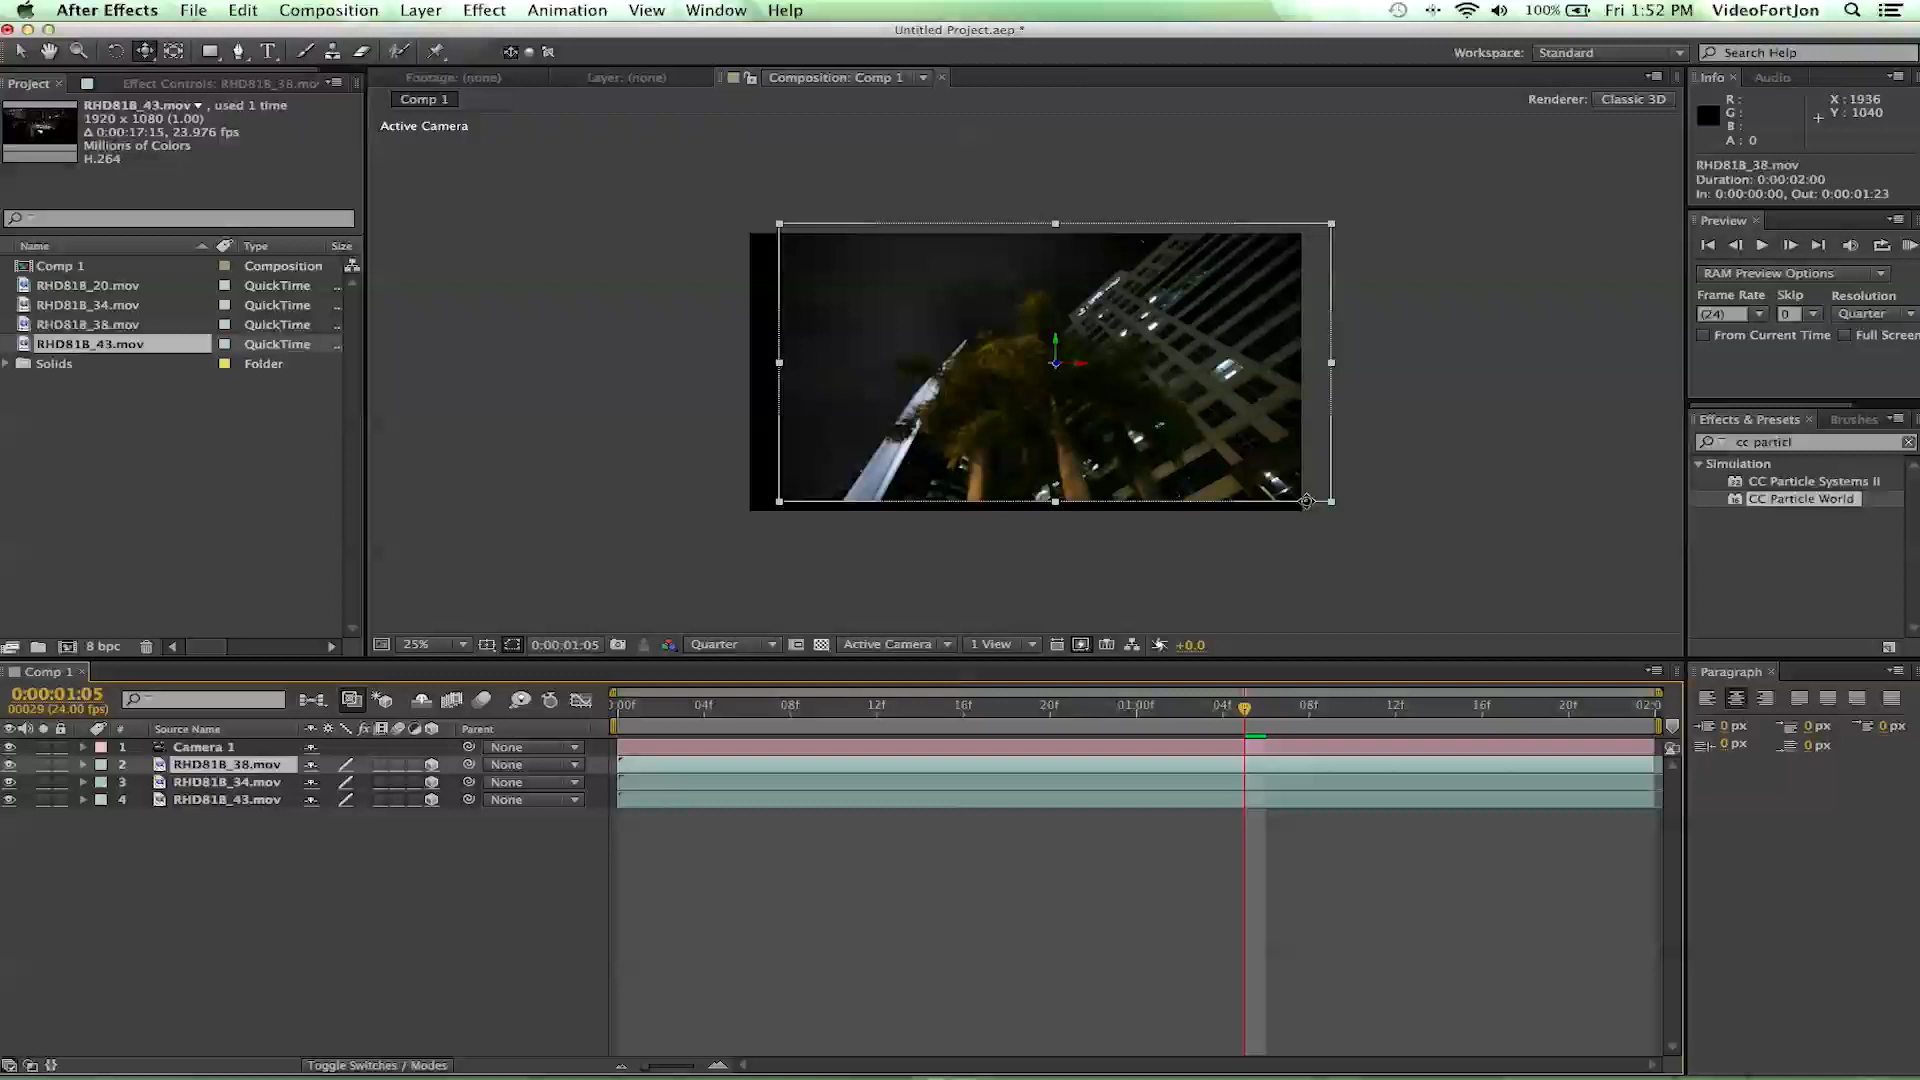 After Effects File Edit Composition Layer Effect Animation View Window Help 100% Fri 1:52 PM VideoFortJon
Untitled Project.aep *
Workspace: Standard Search Help
Project Effect Controls: RHD81B_38.mo
Footage: (none) Layer: (none) Composition: Comp 1
Info Audio
RHD81B_43.mov , used 1 time
1920 x 1080 (1.00)
Δ 0:00:17:15, 23.976 fps
Millions of Colors
H.264
Comp 1
Renderer: Classic 3D
Active Camera
R: X: 1936
G: Y: 1040
B:
A: 0
RHD81B_38.mov
Duration: 0:00:02:00
In: 0:00:00:00, Out: 0:00:01:23
Preview
RAM Preview Options
Frame Rate Skip Resolution
(24) 0 Quarter
From Current Time Full Screen
Name Type Size
Comp 1 Composition
RHD81B_20.mov QuickTime ...
RHD81B_34.mov QuickTime ...
RHD81B_38.mov QuickTime ...
RHD81B_43.mov QuickTime ...
Solids Folder
Effects & Presets Brushes
cc particl
Simulation
CC Particle Systems II
CC Particle World
8 bpc
25% 0:00:01:05 Quarter Active Camera 1 View +0.0
Comp 1
0:00:01:05
00029 (24.00 fps)
:00f 04f 08f 12f 16f 20f 01:00f 04f 08f 12f 16f 20f 02:0
# Source Name Parent
1 Camera 1 None
2 RHD81B_38.mov None
3 RHD81B_34.mov None
4 RHD81B_43.mov None
Paragraph
0 px 0 px 0 px
0 px 0 px
Toggle Switches / Modes